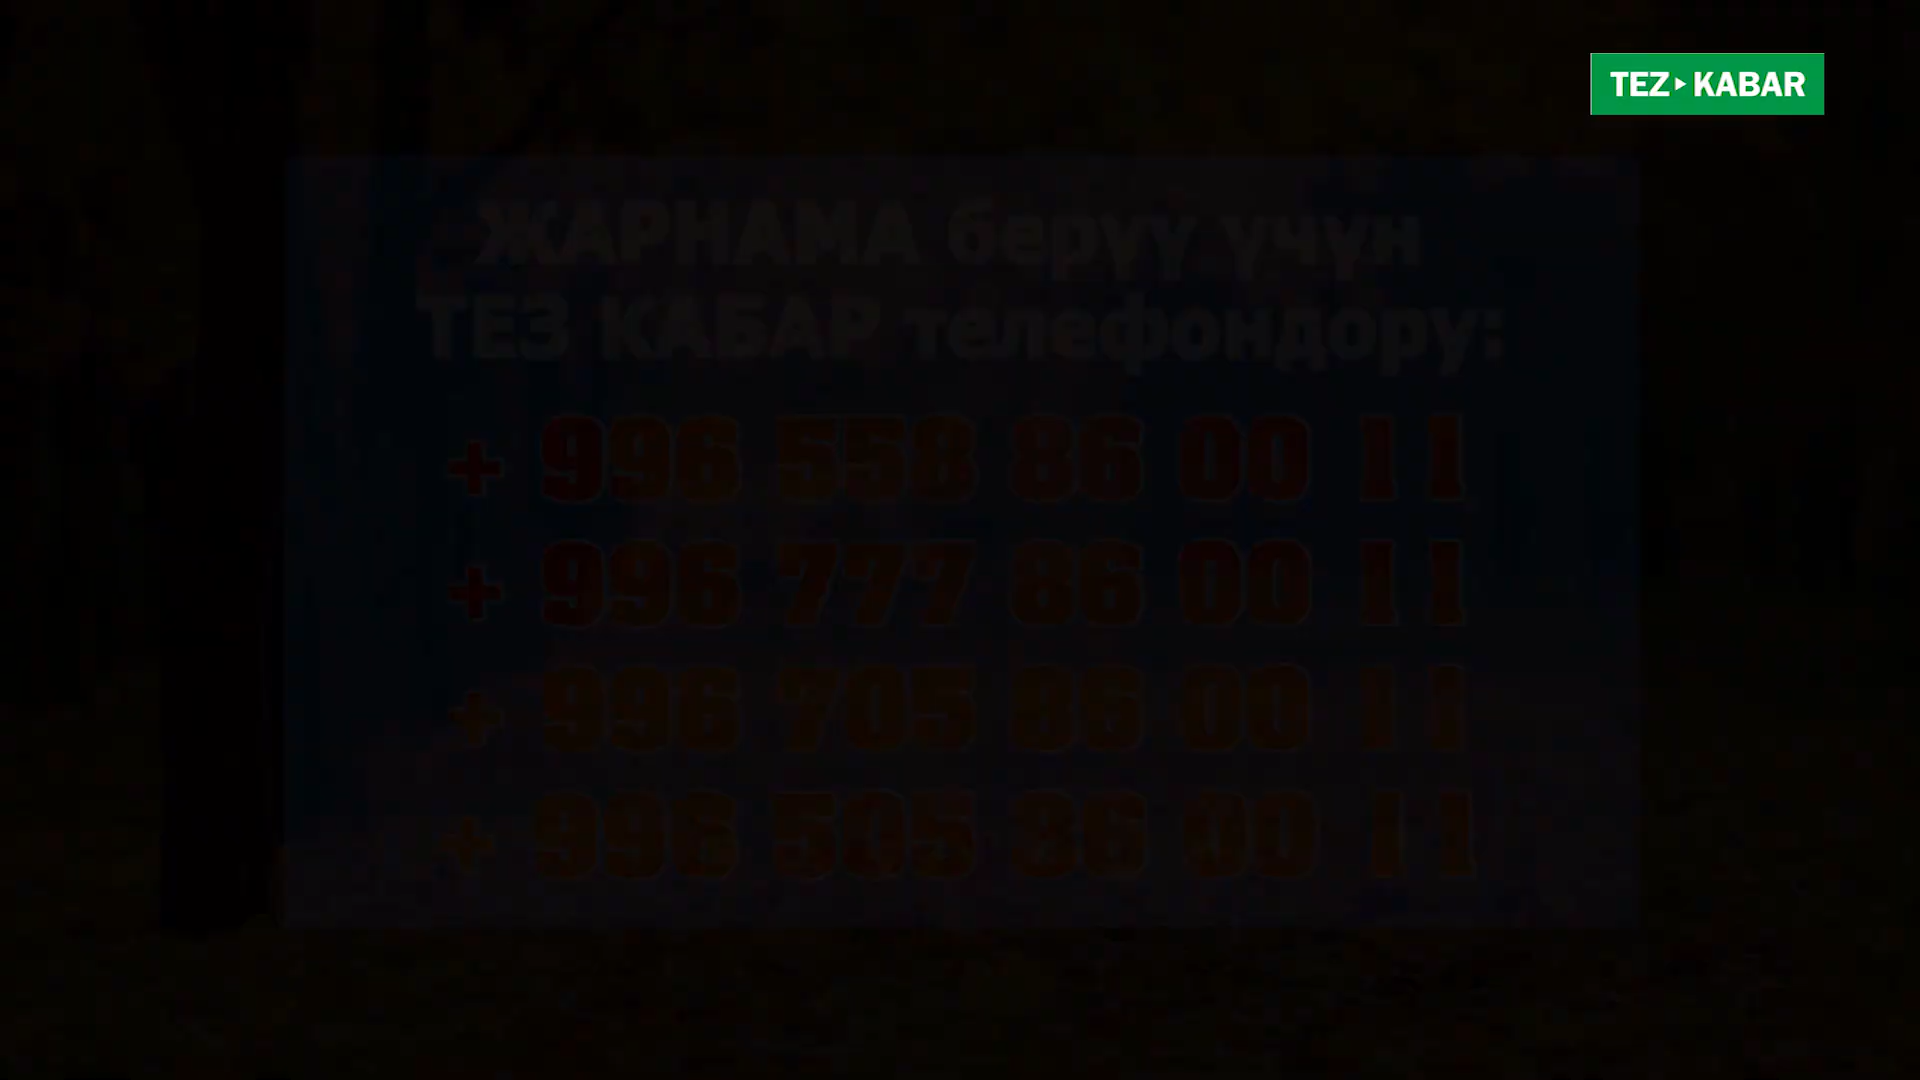 TEZ KABAR
ЖАРНАМА берүү үчүн
ТЕЗ КАБАР телефондору:
+ 996 558 86 00 11
+ 996 777 86 00 11
+ 996 705 86 00 11
+ 996 505 86 00 11